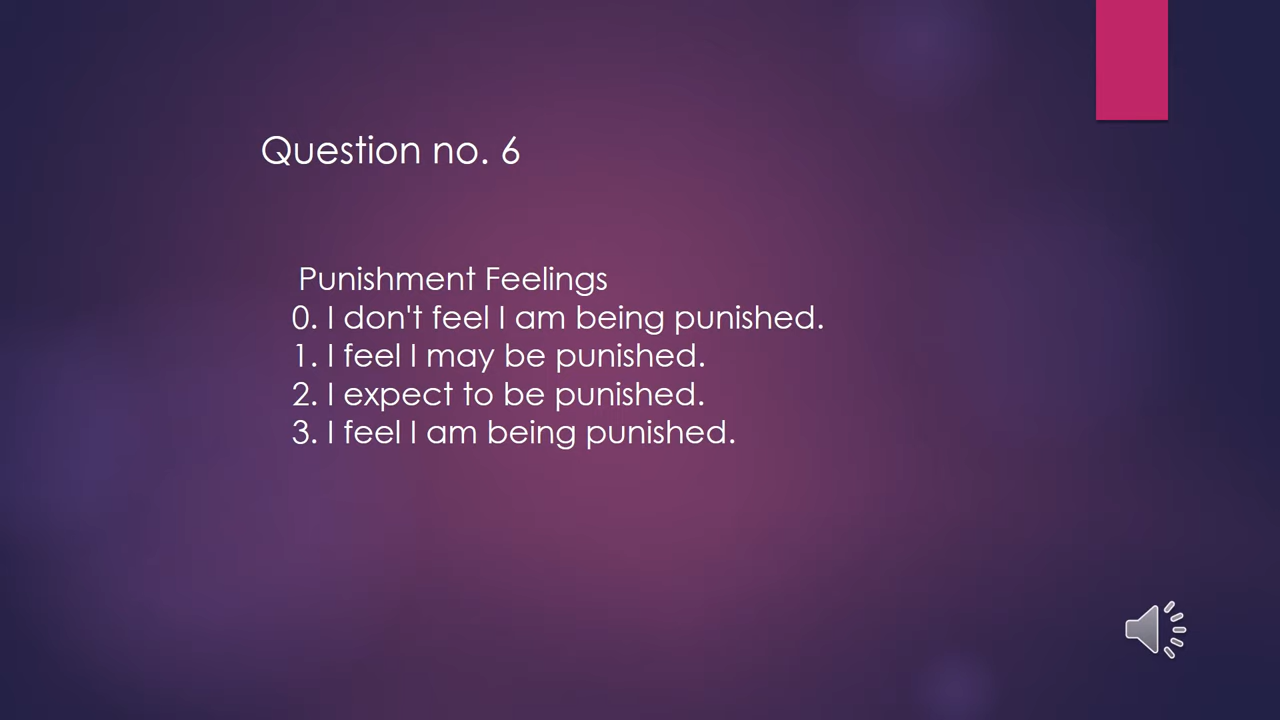 Question no. 6
Punishment Feelings
0. I don't feel I am being punished.
1. I feel I may be punished.
2. I expect to be punished.
3. I feel I am being punished.